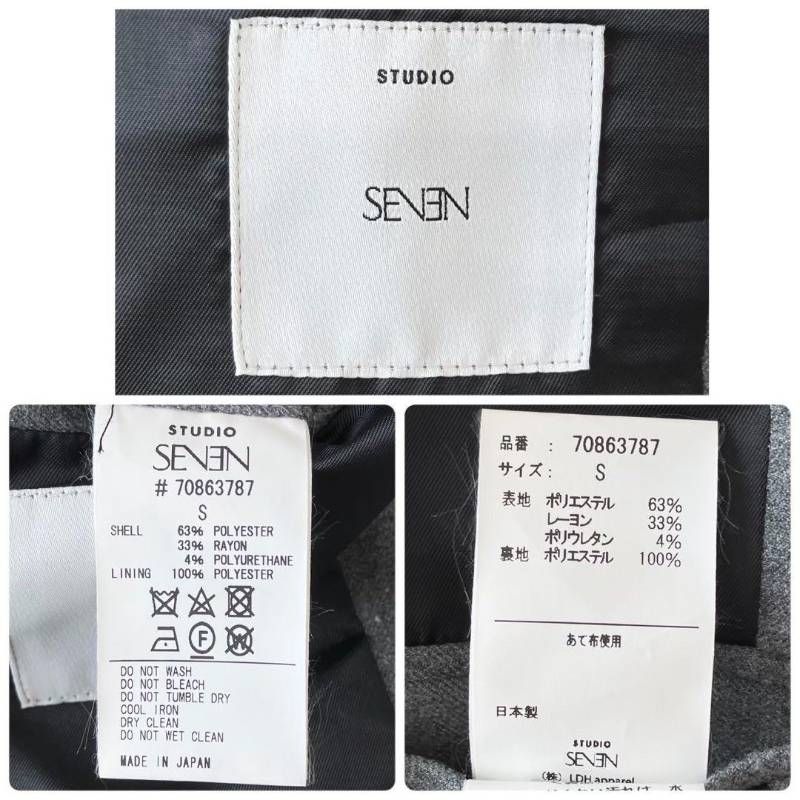 STUDIO
SEVEN
STUDIO
SEVEN
# 70863787
S
SHELL 63% POLYESTER
33% RAYON
4% POLYURETHANE
LINING 100% POLYESTER
F
W
DO NOT WASH
DO NOT BLEACH
DO NOT TUMBLE DRY
COOL IRON
DRY CLEAN
DO NOT WET CLEAN
MADE IN JAPAN
品番 : 70863787
サイズ : S
表地 ポリエステル 63%
レーヨン 33%
ポリウレタン 4%
裏地 ポリエステル 100%
あて布使用
日本製
STUDIO
SEVEN
(株) LDH apparel